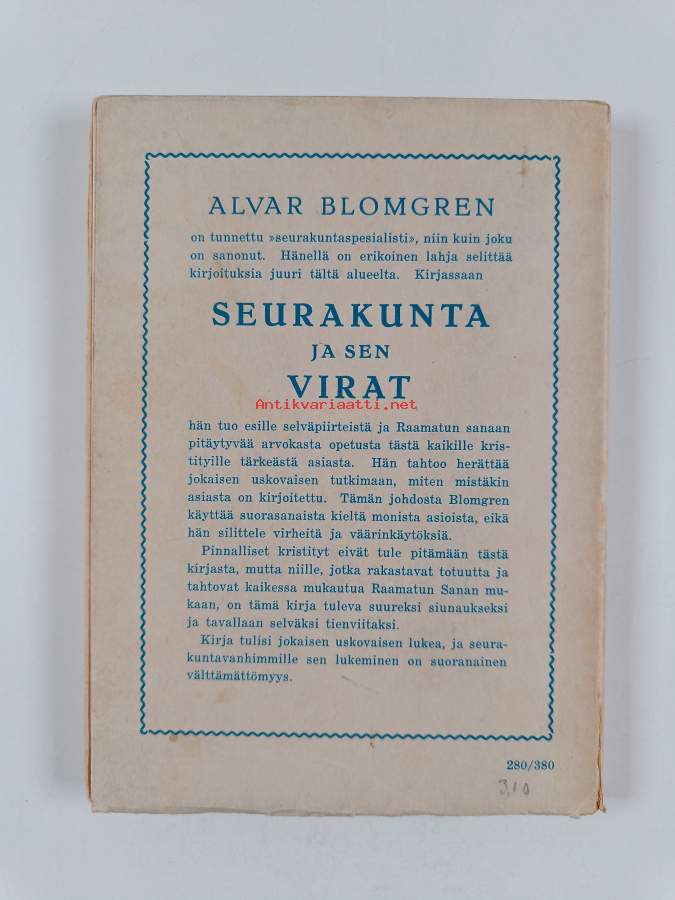 ALVAR BLOMGREN
on tunnettu »seurakuntaspesialisti», niin kuin joku
on sanonut. Hänellä on erikoinen lahja selittää
kirjoituksia juuri tältä alueelta. Kirjassaan
SEURAKUNTA
JA SEN
VIRAT
Antikvariaatti.net
hän tuo esille selväpiirteistä ja Raamatun sanaan
pitäytyvää arvokasta opetusta tästä kaikille kris-
tityille tärkeästä asiasta. Hän tahtoo herättää
jokaisen uskovaisen tutkimaan, miten mistäkin
asiasta on kirjoitettu. Tämän johdosta Blomgren
käyttää suorasanaista kieltä monista asioista, eikä
hän silittele virheitä ja väärinkäytöksiä.
Pinnalliset kristityt eivät tule pitämään tästä
kirjasta, mutta niille, jotka rakastavat totuutta ja
tahtovat kaikessa mukautua Raamatun Sanan mu-
kaan, on tämä kirja tuleva suureksi siunaukseksi
ja tavallaan selväksi tienviitaksi.
Kirja tulisi jokaisen uskovaisen lukea, ja seura-
kuntavanhimmille sen lukeminen on suoranainen
välttämättömyys.
280/380
3,10